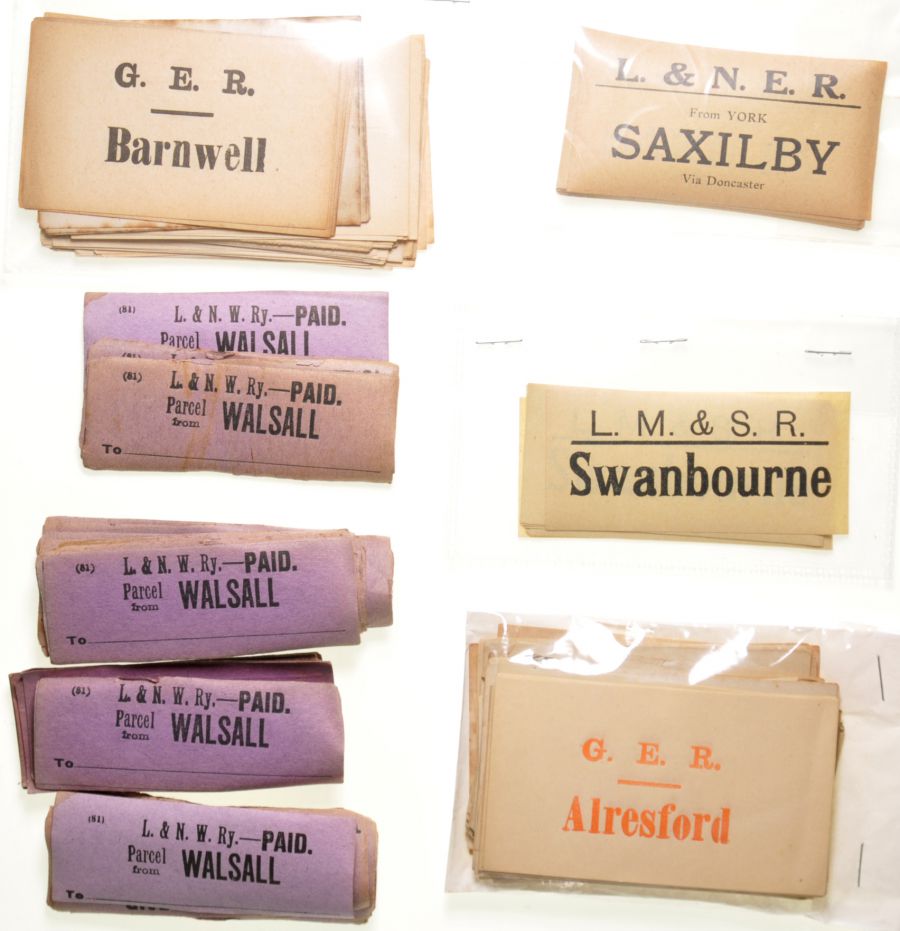 G. E. R.
Barnwell
L. & N. E. R.
From YORK
SAXILBY
Via Doncaster
(81)
L. & N. W. Ry.—PAID.
Parcel WALSALL
(81)
L. & N. W. Ry.—PAID.
Parcel
from WALSALL
To
L. M. & S. R.
Swanbourne
(81)
L. & N. W. Ry.—PAID.
Parcel
from WALSALL
To
(81)
L. & N. W. Ry.—PAID.
Parcel
from WALSALL
To
G. E. R.
Alresford
(81)
L. & N. W. Ry.—PAID.
Parcel
from WALSALL
To